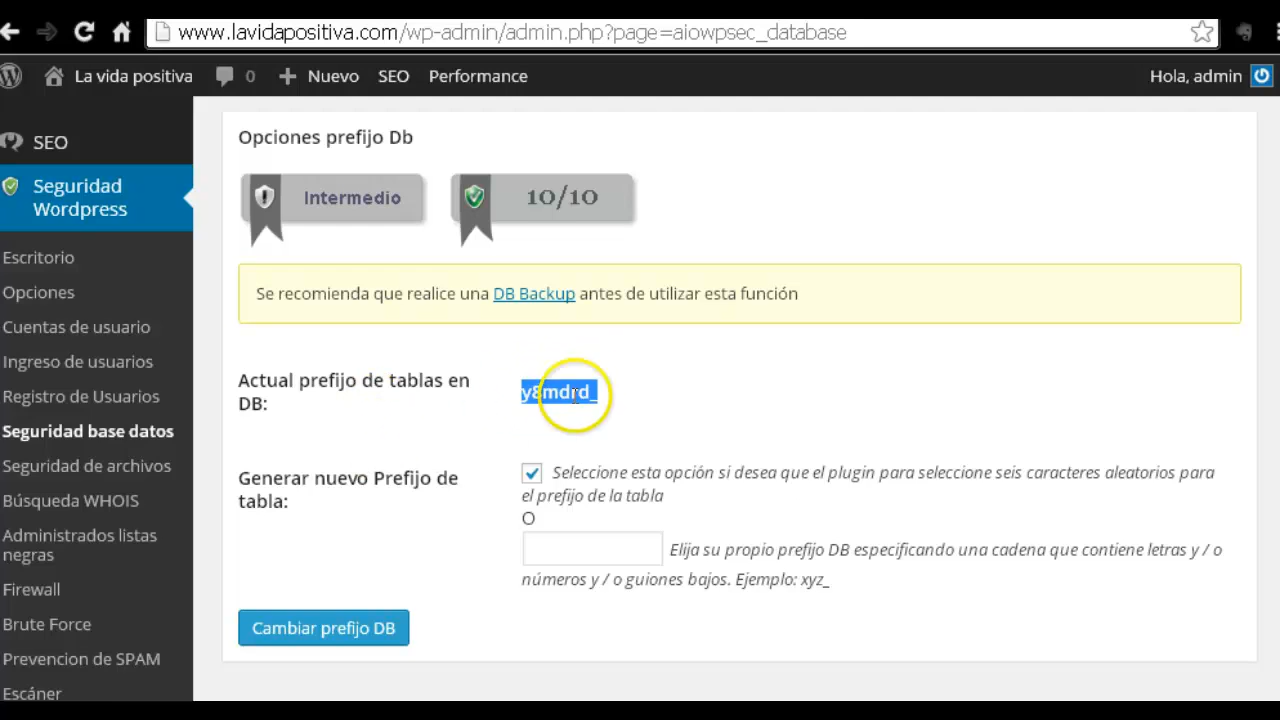 www.lavidapositiva.com/wp-admin/admin.php?page=aiowpsec_database
La vida positiva 0 Nuevo SEO Performance Hola, admin
SEO
Seguridad
Wordpress
Escritorio
Opciones
Cuentas de usuario
Ingreso de usuarios
Registro de Usuarios
Seguridad base datos
Seguridad de archivos
Búsqueda WHOIS
Administrados listas
negras
Firewall
Brute Force
Prevencion de SPAM
Escáner
Opciones prefijo Db
Intermedio 10/10
Se recomienda que realice una DB Backup antes de utilizar esta función
Actual prefijo de tablas en
DB:
y8mdrd_
Generar nuevo Prefijo de
tabla:
Seleccione esta opción si desea que el plugin para seleccione seis caracteres aleatorios para
el prefijo de la tabla
O
Elija su propio prefijo DB especificando una cadena que contiene letras y / o
números y / o guiones bajos. Ejemplo: xyz_
Cambiar prefijo DB